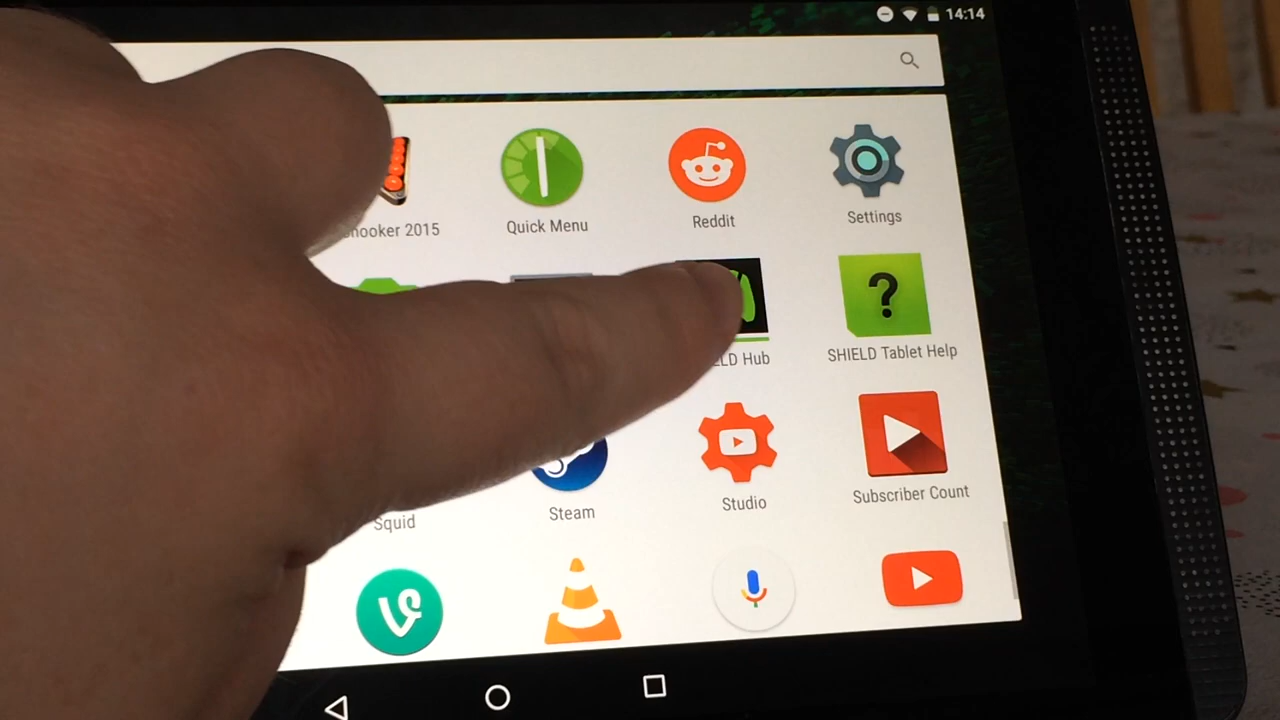 14:14
nooker 2015
Quick Menu
Reddit
Settings
LD Hub
SHIELD Tablet Help
Squid
Steam
Studio
Subscriber Count